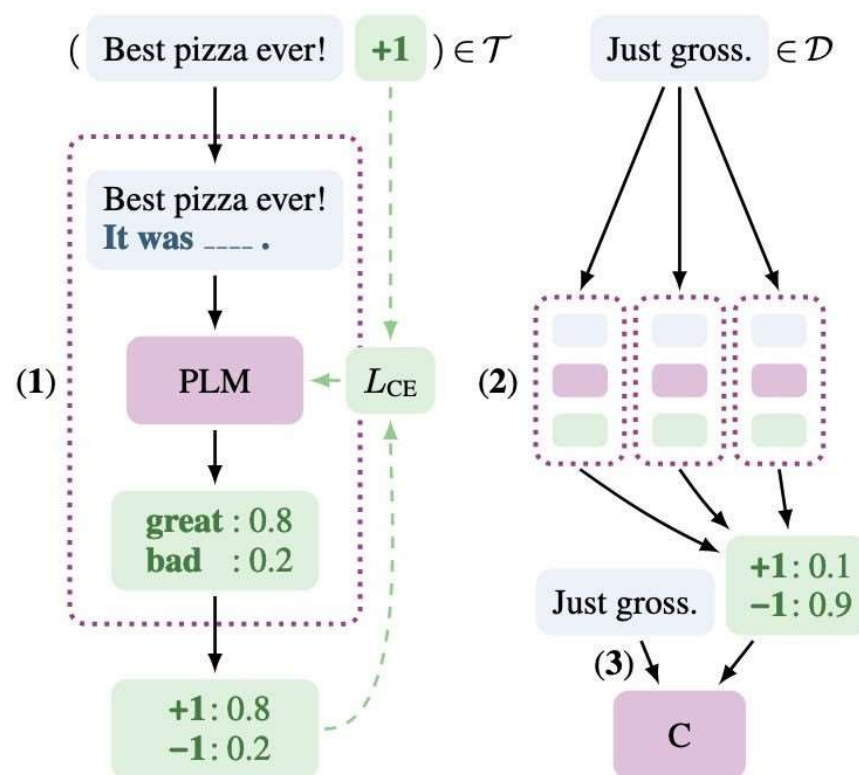 ( Best pizza ever! +1 ) ∈ 𝒯
Best pizza ever!
It was ____ .
(1)
PLM
L_CE
great : 0.8
bad : 0.2
+1: 0.8
−1: 0.2
Just gross. ∈ 𝒟
(2)
+1: 0.1
−1: 0.9
Just gross.
(3)
C